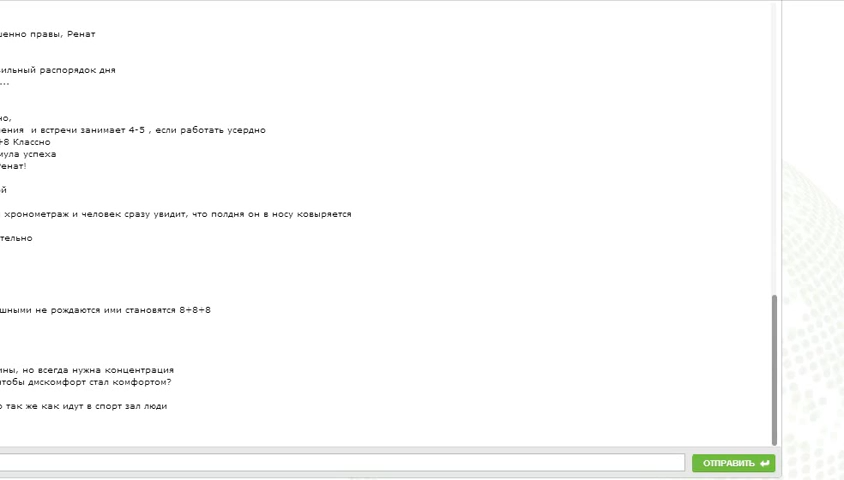 шенно правы, Ренат
ильный распорядок дня
...
но,
ения и встречи занимает 4-5 , если работать усердно
+8 Классно
мула успеха
енат!
й
хронометраж и человек сразу увидит, что полдня он в носу ковыряется
тельно
шными не рождаются ими становятся 8+8+8
ины, но всегда нужна концентрация
чтобы дмскомфорт стал комфортом?
о так же как идут в спорт зал люди
ОТПРАВИТЬ